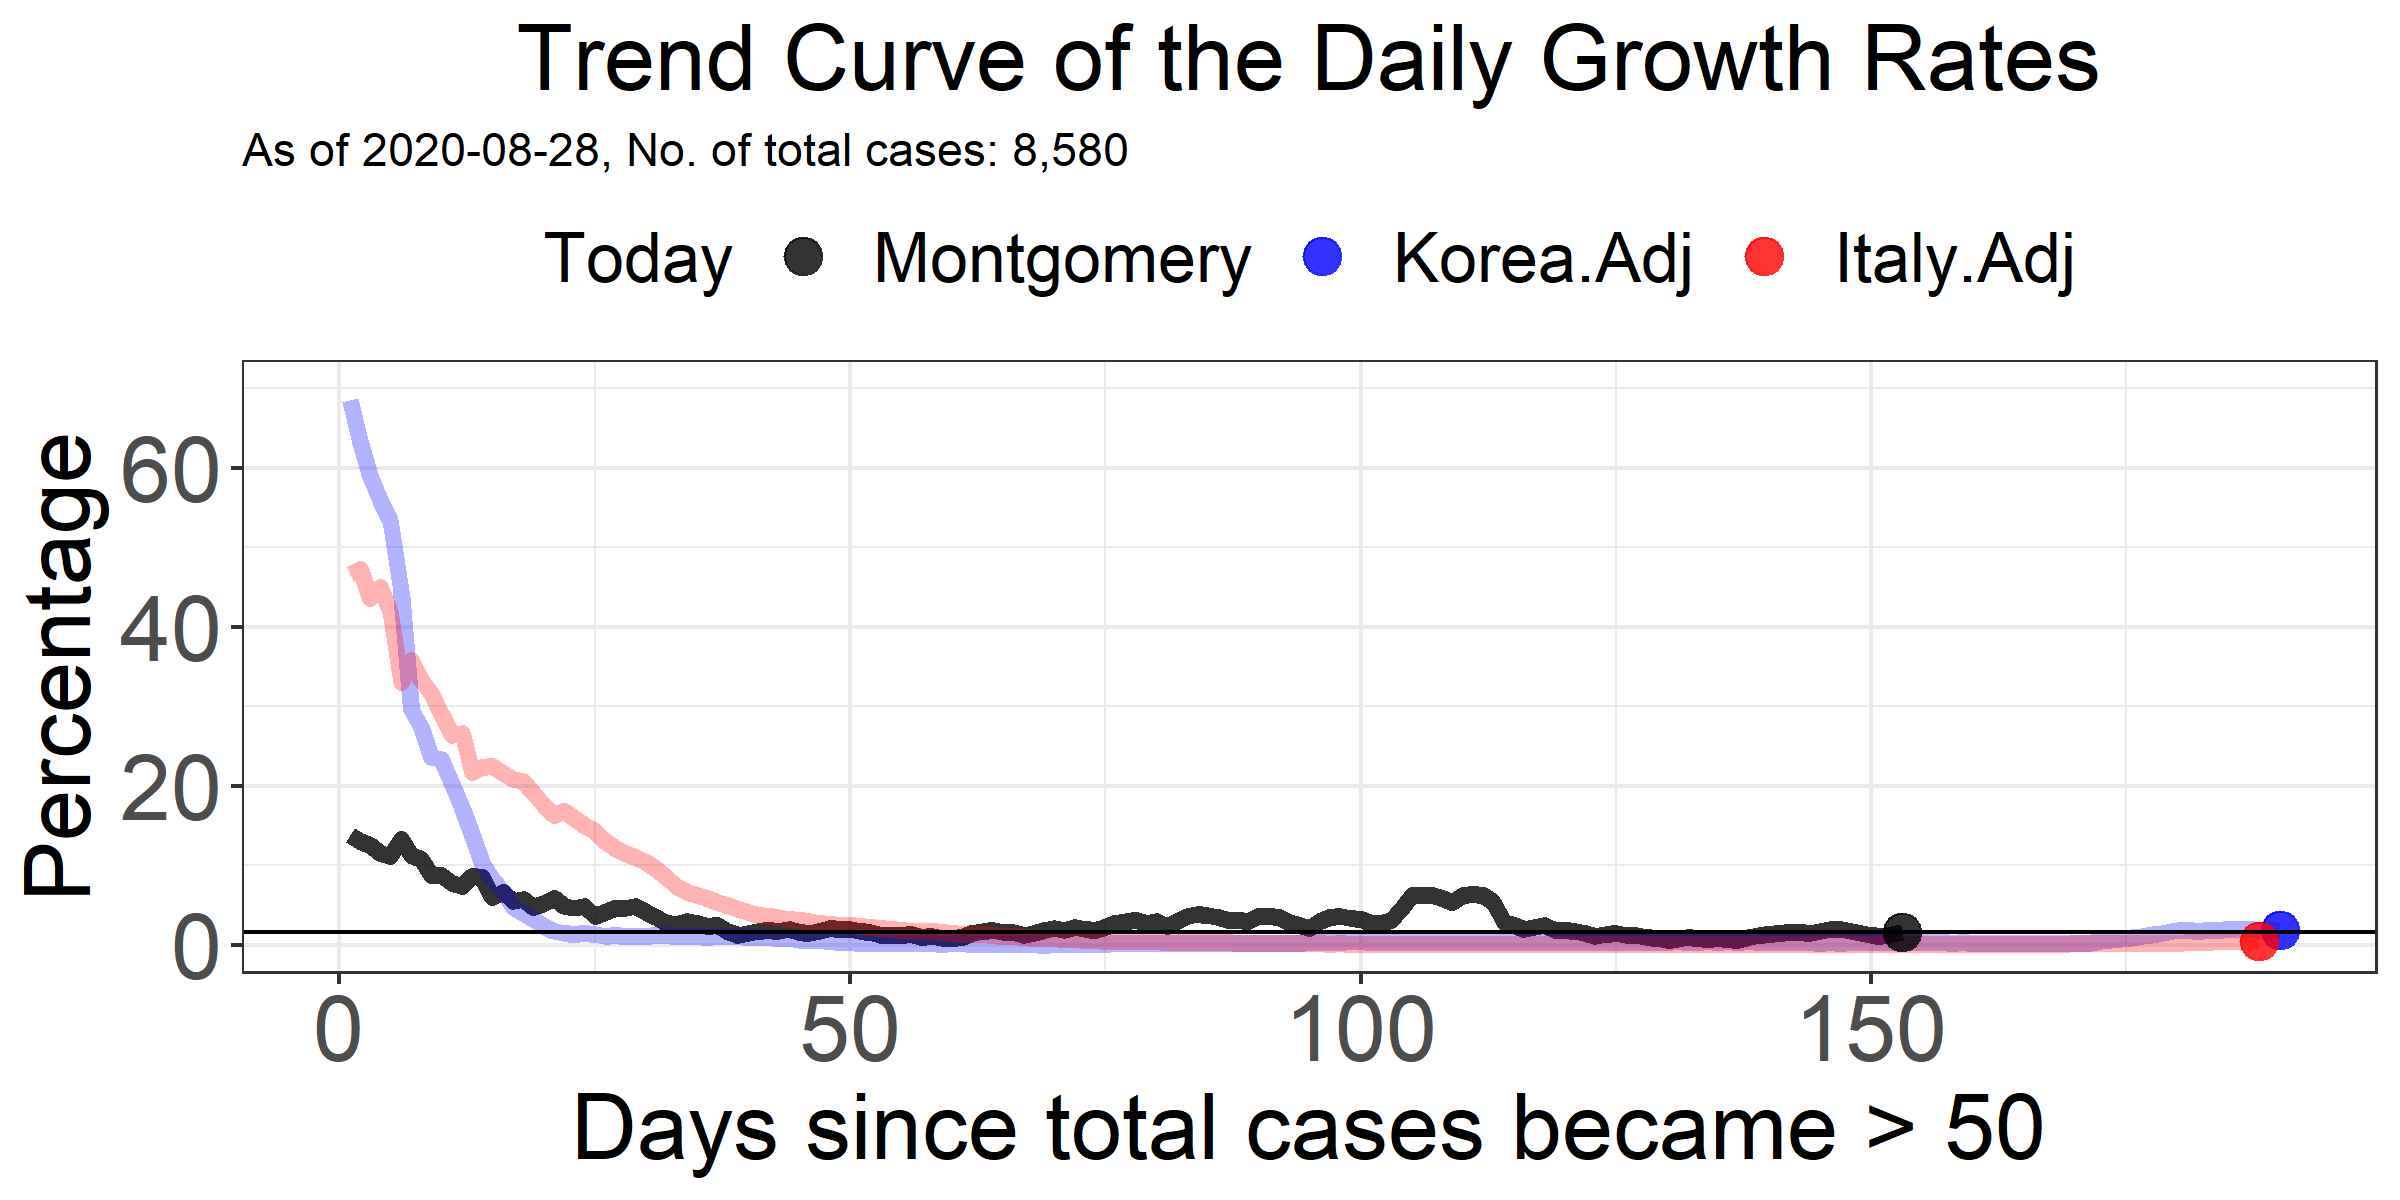 Trend Curve of the Daily Growth Rates
As of 2020-08-28, No. of total cases: 8,580
Today Montgomery Korea.Adj Italy.Adj
Percentage
60
40
20
0
0 50 100 150
Days since total cases became > 50